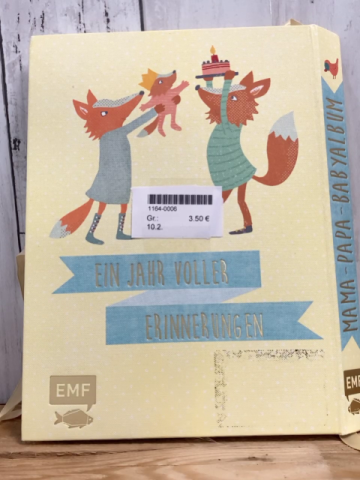 1164-0006
Gr.: 3.50 €
10.2.
EIN JAHR VOLLER
ERINNERUNGEN
EMF
MAMA-PAPA-BABYALBUM
EMF